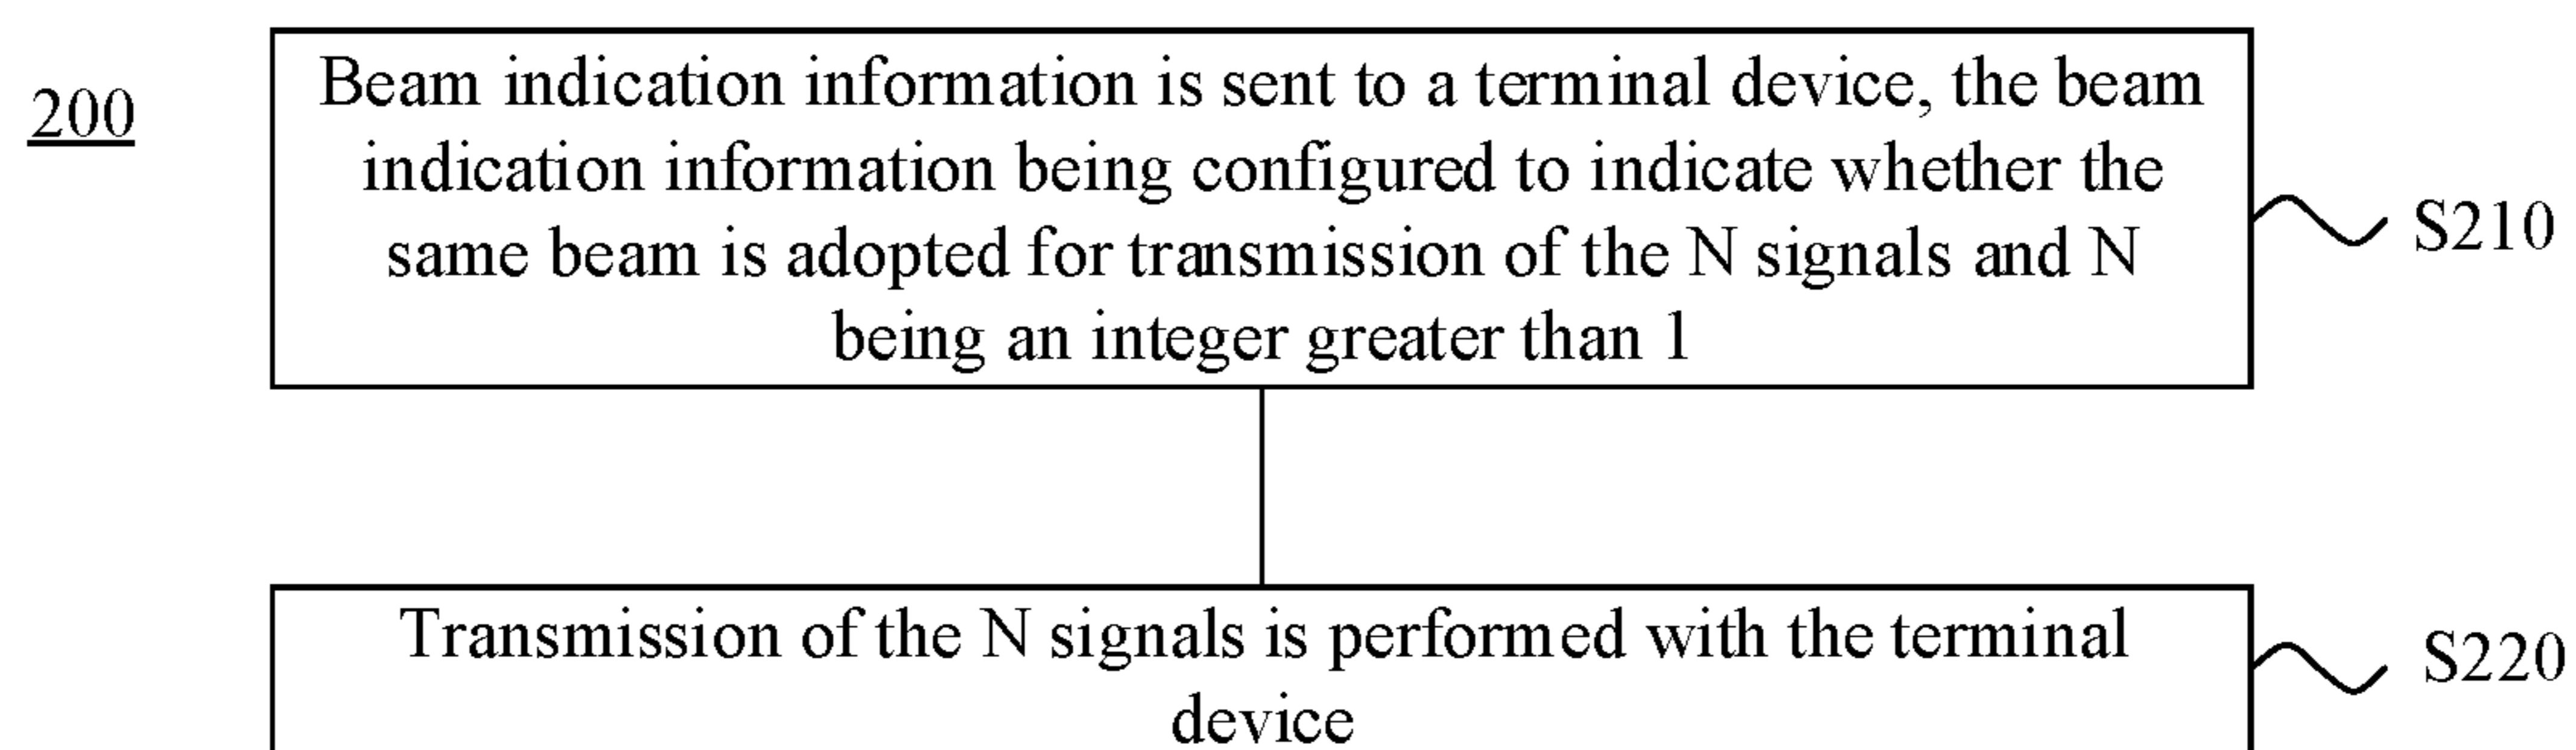 200
Beam indication information is sent to a terminal device, the beam
indication information being configured to indicate whether the
same beam is adopted for transmission of the N signals and N
being an integer greater than 1
S210
Transmission of the N signals is performed with the terminal
device
S220